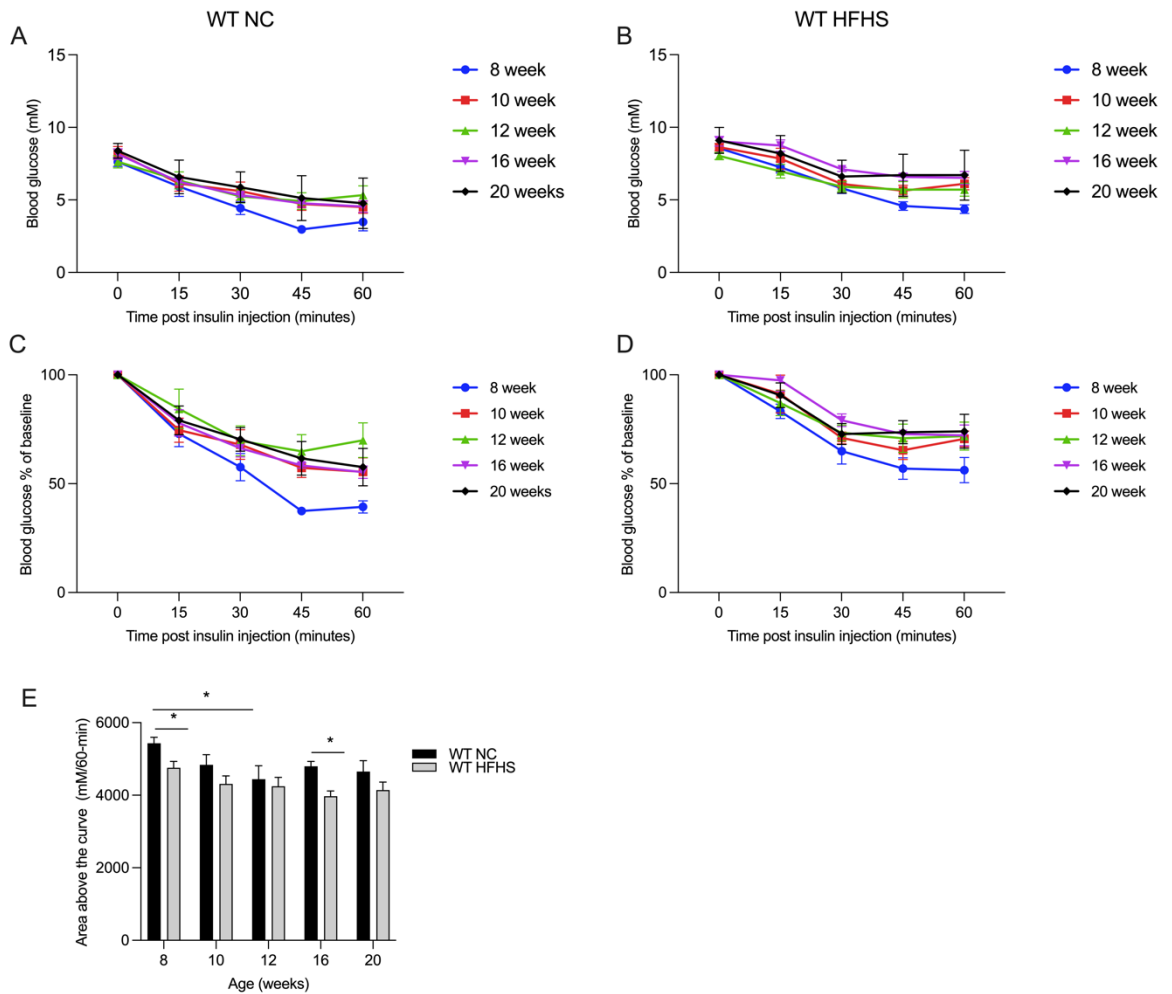 WT NC
WT HFHS
A
15
10
5
0
Blood glucose (mM)
0 15 30 45 60
Time post insulin injection (minutes)
8 week
10 week
12 week
16 week
20 weeks
B
15
10
5
0
Blood glucose (mM)
0 15 30 45 60
Time post insulin injection (minutes)
8 week
10 week
12 week
16 week
20 week
C
100
50
0
Blood glucose % of baseline
0 15 30 45 60
Time post insulin injection (minutes)
8 week
10 week
12 week
16 week
20 weeks
D
100
50
0
Blood glucose % of baseline
0 15 30 45 60
Time post insulin injection (minutes)
8 week
10 week
12 week
16 week
20 week
E
6000
4000
2000
0
Area above the curve (mM/60-min)
*
*
*
8 10 12 16 20
Age (weeks)
WT NC
WT HFHS